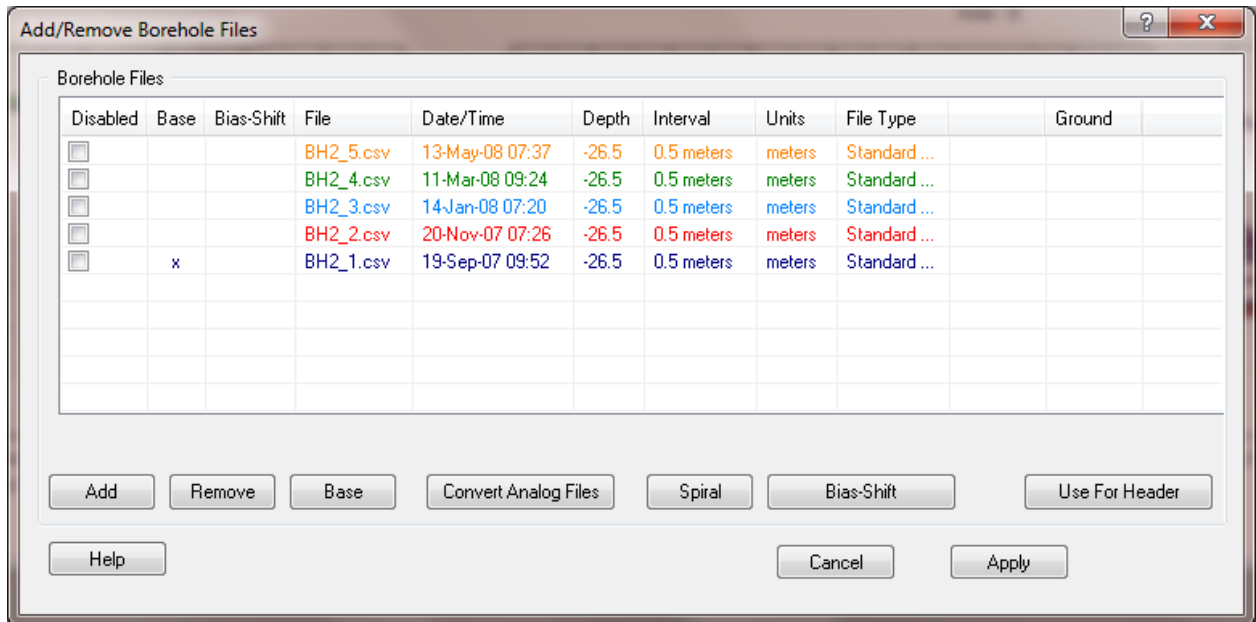 Add/Remove Borehole Files
Borehole Files
Disabled Base Bias-Shift File Date/Time Depth Interval Units File Type Ground
BH2_5.csv 13-May-08 07:37 -26.5 0.5 meters meters Standard ...
BH2_4.csv 11-Mar-08 09:24 -26.5 0.5 meters meters Standard ...
BH2_3.csv 14-Jan-08 07:20 -26.5 0.5 meters meters Standard ...
BH2_2.csv 20-Nov-07 07:26 -26.5 0.5 meters meters Standard ...
x BH2_1.csv 19-Sep-07 09:52 -26.5 0.5 meters meters Standard ...
Add Remove Base Convert Analog Files Spiral Bias-Shift Use For Header
Help Cancel Apply